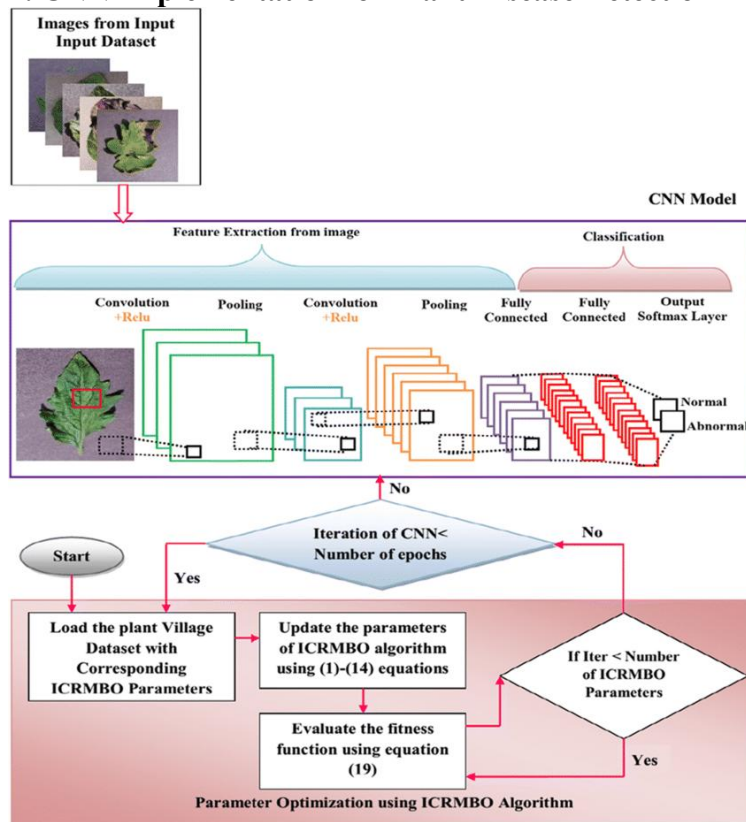 Images from Input
Input Dataset
CNN Model
Feature Extraction from image
Classification
Convolution
+Relu
Pooling
Convolution
+Relu
Pooling
Fully
Connected
Fully
Connected
Output
Softmax Layer
Normal
Abnormal
No
Iteration of CNN<
Number of epochs
No
Start
Yes
Load the plant Village
Dataset with
Corresponding
ICRMBO Parameters
Update the parameters
of ICRMBO algorithm
using (1)-(14) equations
If Iter < Number
of ICRMBO
Parameters
Evaluate the fitness
function using equation
(19)
Yes
Parameter Optimization using ICRMBO Algorithm